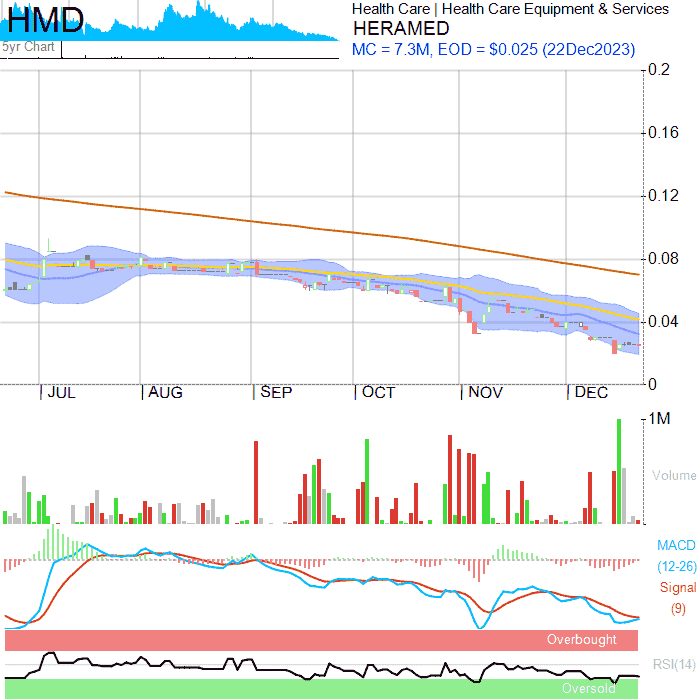 HMD
5yr Chart
Health Care | Health Care Equipment & Services
HERAMED
MC = 7.3M, EOD = $0.025 (22Dec2023)
0.2
0.16
0.12
0.08
0.04
0
JUL AUG SEP OCT NOV DEC
1M
Volume
MACD
(12-26)
Signal
(9)
Overbought
RSI(14)
Oversold